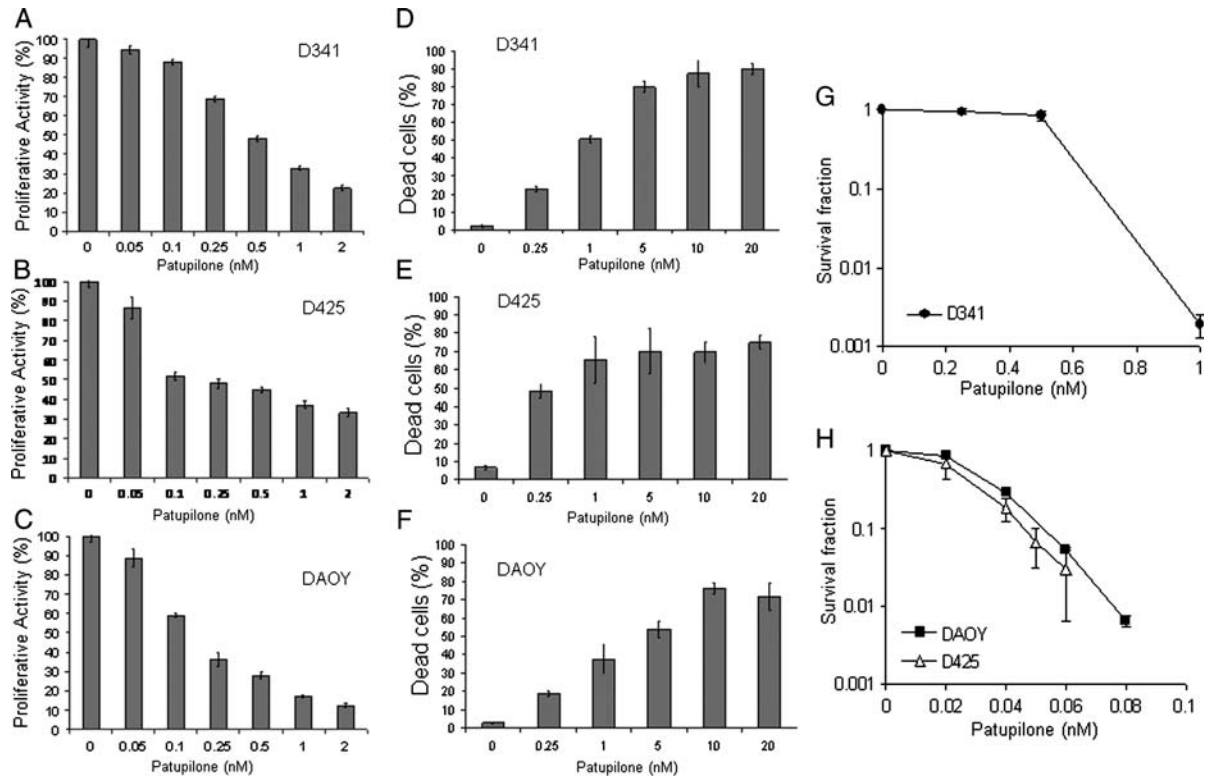 A
D341
Proliferative Activity (%)
100
90
80
70
60
50
40
30
20
10
0
0 0.05 0.1 0.25 0.5 1 2
Patupilone (nM)
B
D425
Proliferative Activity (%)
100
90
80
70
60
50
40
30
20
10
0
0 0.05 0.1 0.25 0.5 1 2
Patupilone (nM)
C
DAOY
Proliferative Activity (%)
100
90
80
70
60
50
40
30
20
10
0
0 0.05 0.1 0.25 0.5 1 2
Patupilone (nM)
D
D341
Dead cells (%)
100
90
80
70
60
50
40
30
20
10
0
0 0.25 1 5 10 20
Patupilone (nM)
E
D425
Dead cells (%)
100
90
80
70
60
50
40
30
20
10
0
0 0.25 1 5 10 20
Patupilone (nM)
F
DAOY
Dead cells (%)
100
90
80
70
60
50
40
30
20
10
0
0 0.25 1 5 10 20
Patupilone (nM)
G
Survival fraction
1
0.1
0.01
0.001
D341
0 0.2 0.4 0.6 0.8 1
Patupilone (nM)
H
Survival fraction
1
0.1
0.01
0.001
DAOY
D425
0 0.02 0.04 0.06 0.08 0.1
Patupilone (nM)